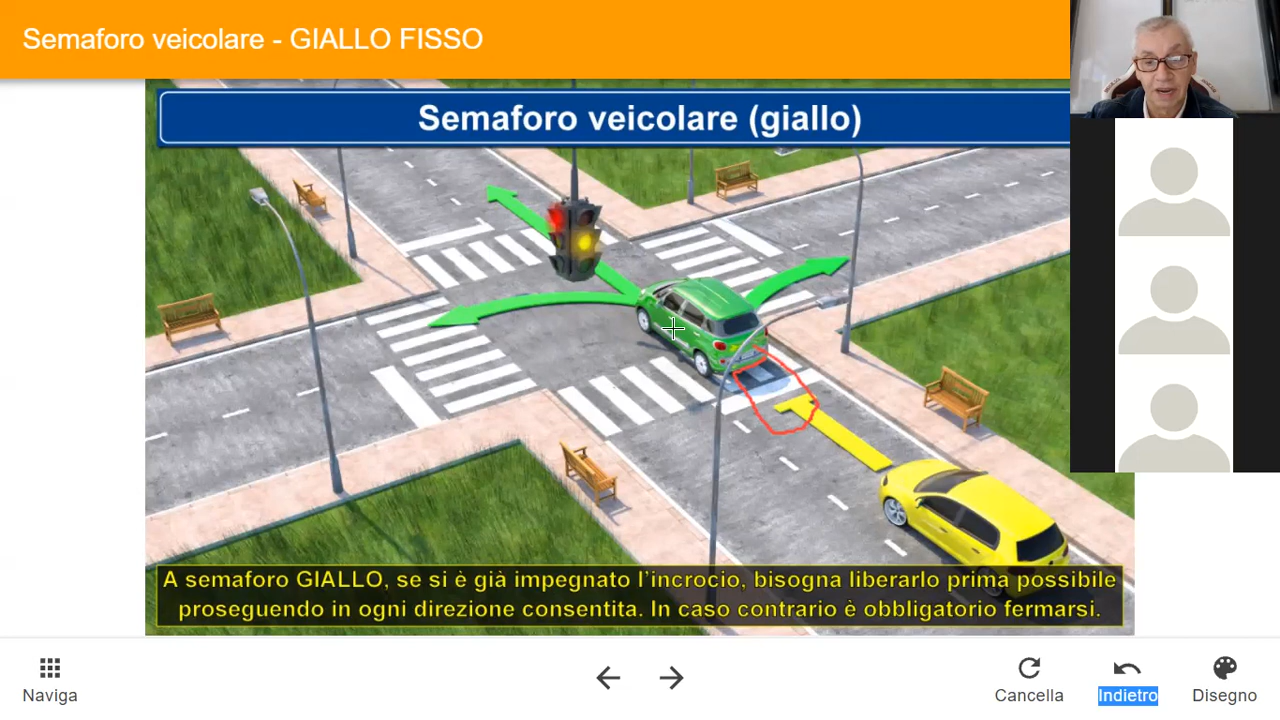 Semaforo veicolare - GIALLO FISSO
Semaforo veicolare (giallo)
A semaforo GIALLO, se si è già impegnato l'incrocio, bisogna liberarlo prima possibile
proseguendo in ogni direzione consentita. In caso contrario è obbligatorio fermarsi.
Naviga
Cancella
Indietro
Disegno